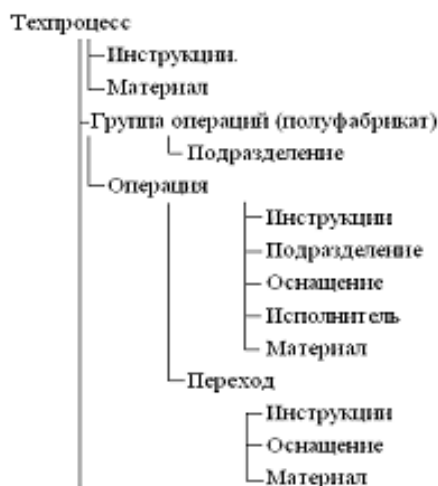 Техпроцесс
Инструкции.
Материал
Группа операций (полуфабрикат)
Подразделение
Операция
Инструкции
Подразделение
Оснащение
Исполнитель
Материал
Переход
Инструкции
Оснащение
Материал